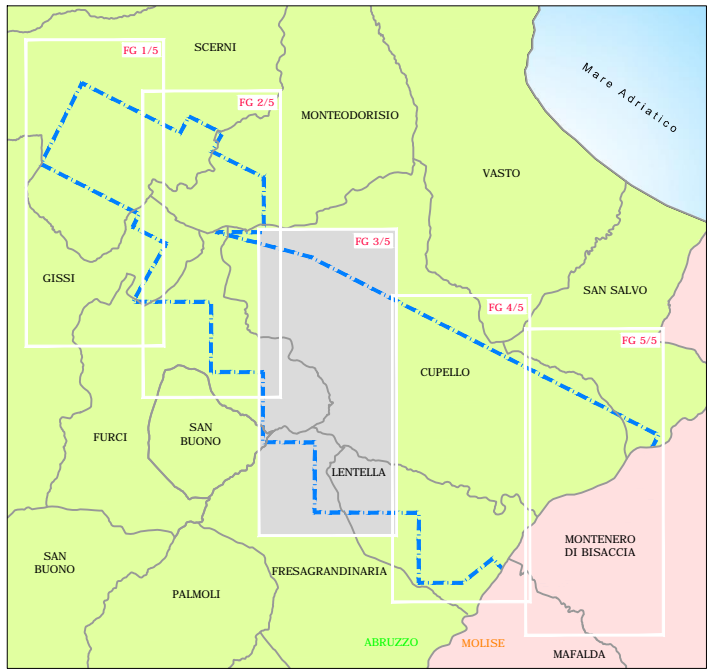 SCERNI
FG 1/5
FG 2/5
Mare Adriatico
MONTEODORISIO
VASTO
FG 3/5
GISSI
SAN SALVO
FG 4/5
FG 5/5
CUPELLO
FURCI
SAN
BUONO
LENTELLA
MONTENERO
DI BISACCIA
SAN
BUONO
FRESAGRANDINARIA
PALMOLI
ABRUZZO
MOLISE
MAFALDA